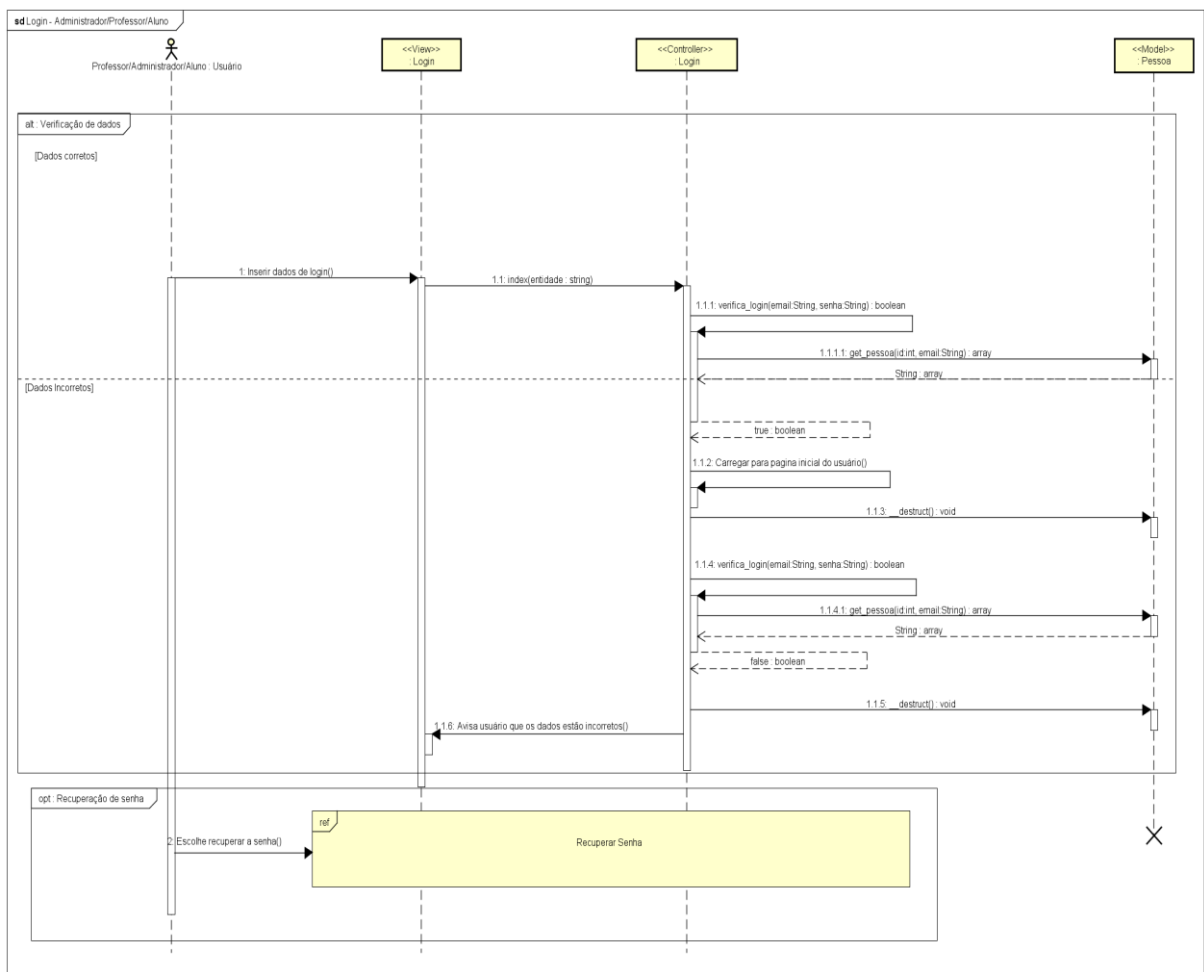 sd Login - Administrador/Professor/Aluno
Professor/Administrador/Aluno : Usuário
<<View>>
: Login
<<Controller>>
: Login
<<Model>>
: Pessoa
alt : Verificação de dados
[Dados corretos]
1: Inserir dados de login()
1.1: index(entidade : string)
1.1.1: verifica_login(email:String, senha:String) : boolean
1.1.1.1: get_pessoa(id:int, email:String) : array
String : array
[Dados Incorretos]
true : boolean
1.1.2: Carregar para pagina inicial do usuário()
1.1.3: __destruct() : void
1.1.4: verifica_login(email:String, senha:String) : boolean
1.1.4.1: get_pessoa(id:int, email:String) : array
String : array
false : boolean
1.1.5: __destruct() : void
1.1.6: Avisa usuário que os dados estão incorretos()
opt : Recuperação de senha
ref
2: Escolhe recuperar a senha()
Recuperar Senha